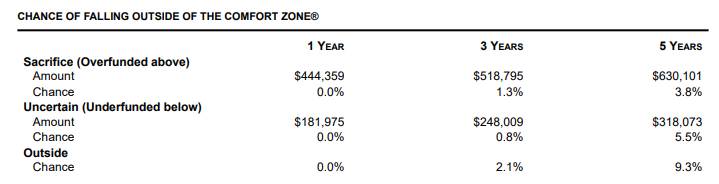 CHANCE OF FALLING OUTSIDE OF THE COMFORT ZONE®
1 YEAR 3 YEARS 5 YEARS
Sacrifice (Overfunded above)
Amount $444,359 $518,795 $630,101
Chance 0.0% 1.3% 3.8%
Uncertain (Underfunded below)
Amount $181,975 $248,009 $318,073
Chance 0.0% 0.8% 5.5%
Outside
Chance 0.0% 2.1% 9.3%